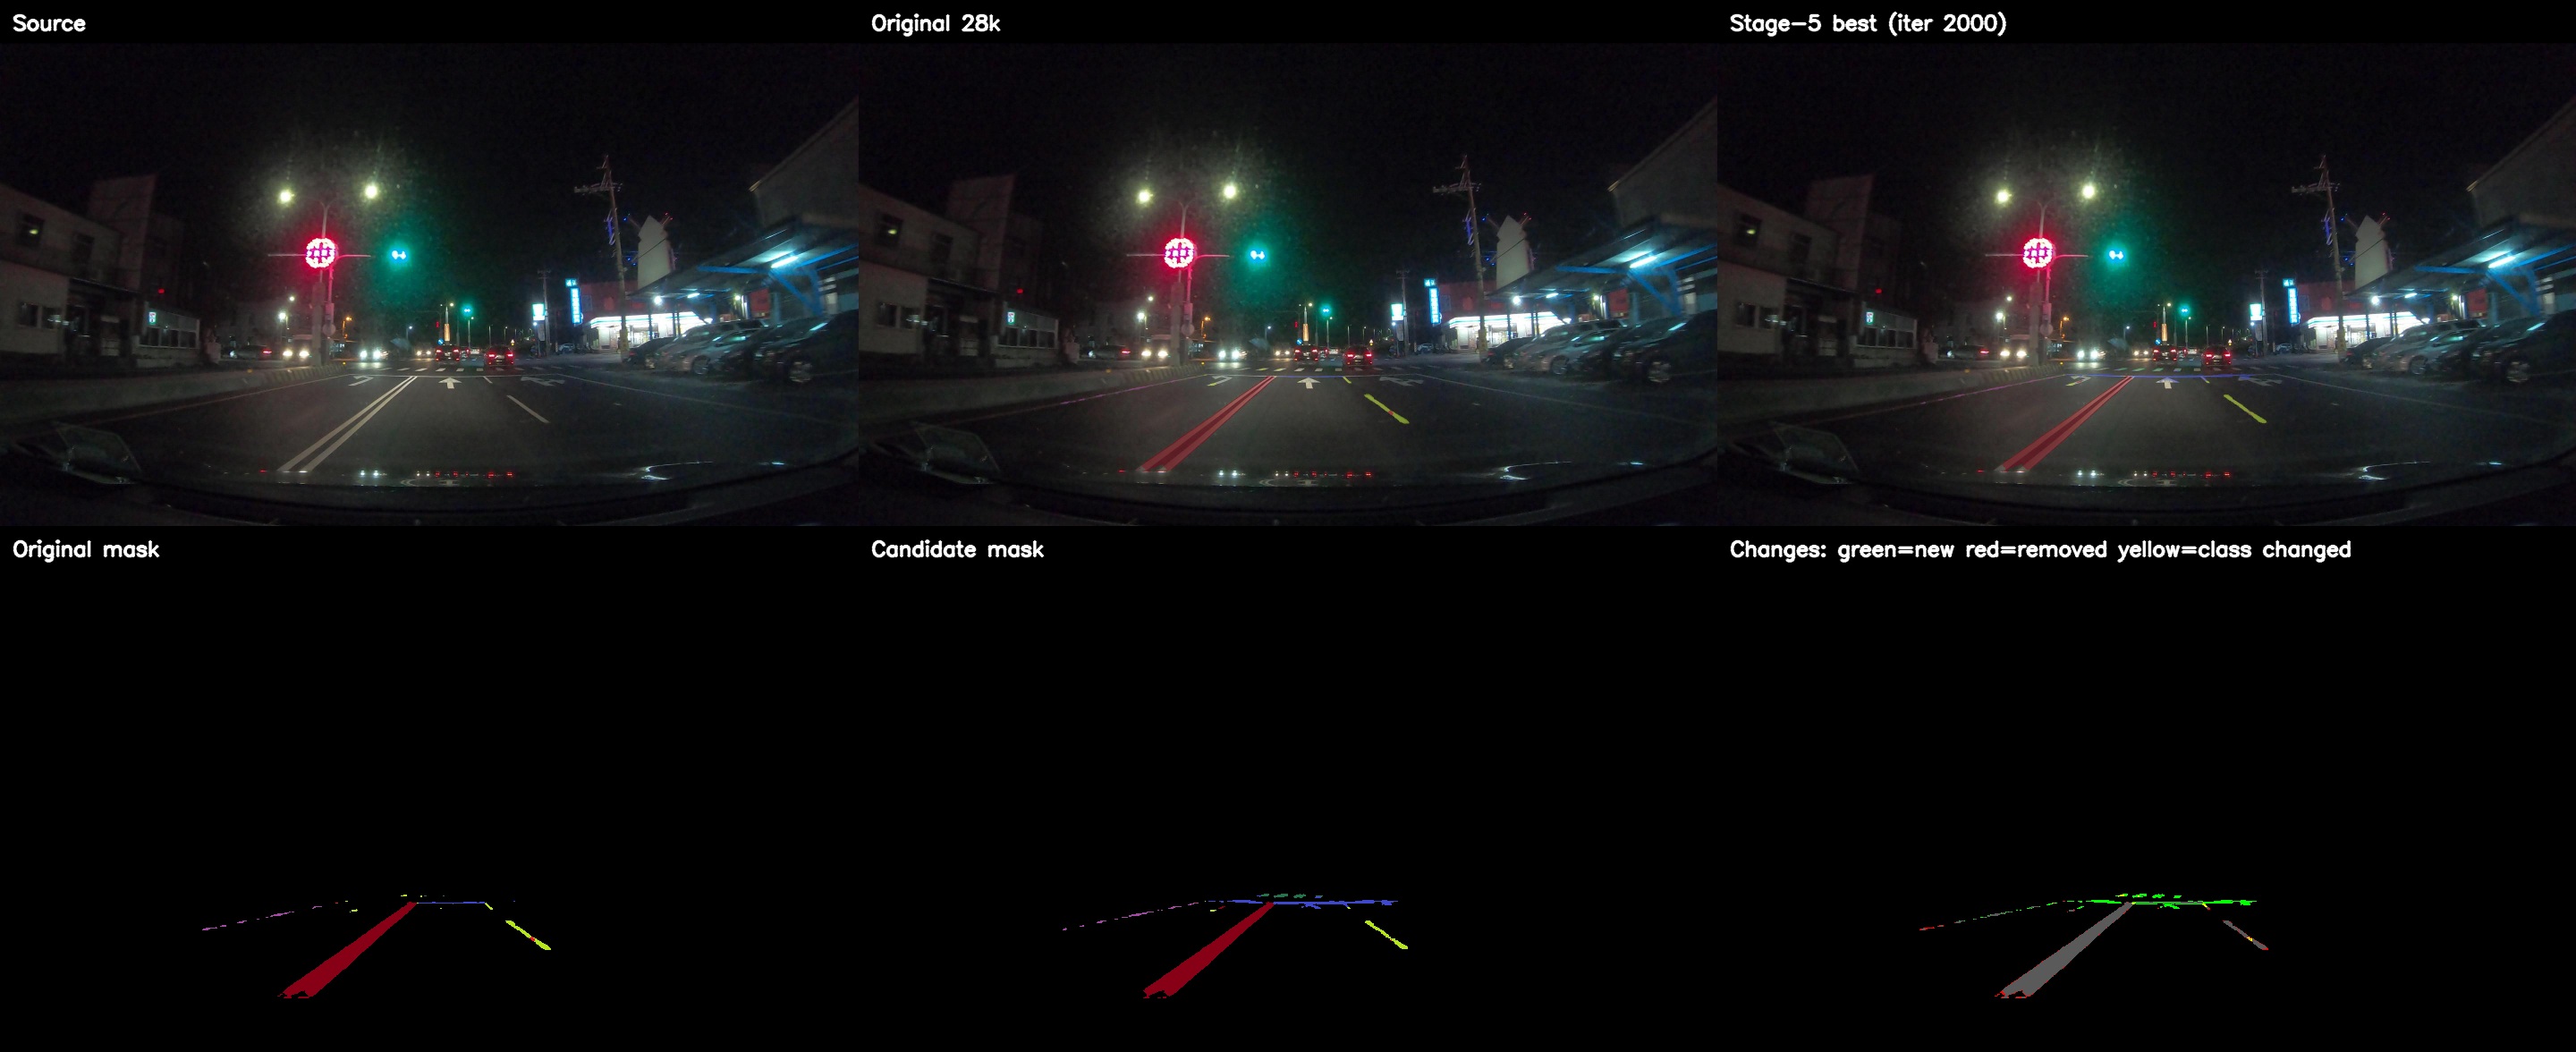 Source
Original 28k
Stage-5 best (iter 2000)
Original mask
Candidate mask
Changes: green=new red=removed yellow=class changed